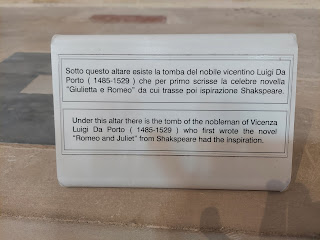 Sotto questo altare esiste la tomba del nobile vicentino Luigi Da
Porto ( 1485-1529 ) che per primo scrisse la celebre novella
"Giulietta e Romeo" da cui trasse poi ispirazione Shakspeare.
Under this altar there is the tomb of the nobleman of Vicenza
Luigi Da Porto ( 1485-1529 ) who first wrote the novel
"Romeo and Juliet" from Shakspeare had the inspiration.